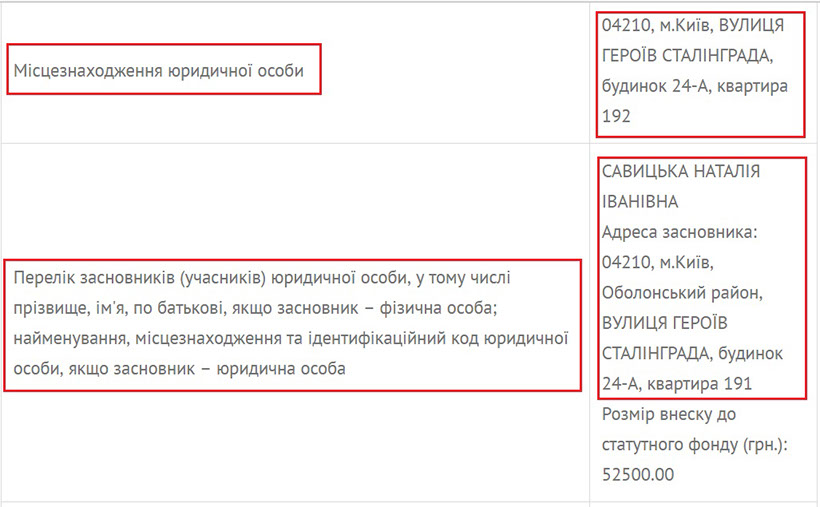 Місцезнаходження юридичної особи
04210, м.Київ, ВУЛИЦЯ
ГЕРОЇВ СТАЛІНГРАДА,
будинок 24-А, квартира
192
Перелік засновників (учасників) юридичної особи, у тому числі
прізвище, ім'я, по батькові, якщо засновник – фізична особа;
найменування, місцезнаходження та ідентифікаційний код юридичної
особи, якщо засновник – юридична особа
САВИЦЬКА НАТАЛІЯ
ІВАНІВНА
Адреса засновника:
04210, м.Київ,
Оболонський район,
ВУЛИЦЯ ГЕРОЇВ
СТАЛІНГРАДА, будинок
24-А, квартира 191
Розмір внеску до
статутного фонду (грн.):
52500.00